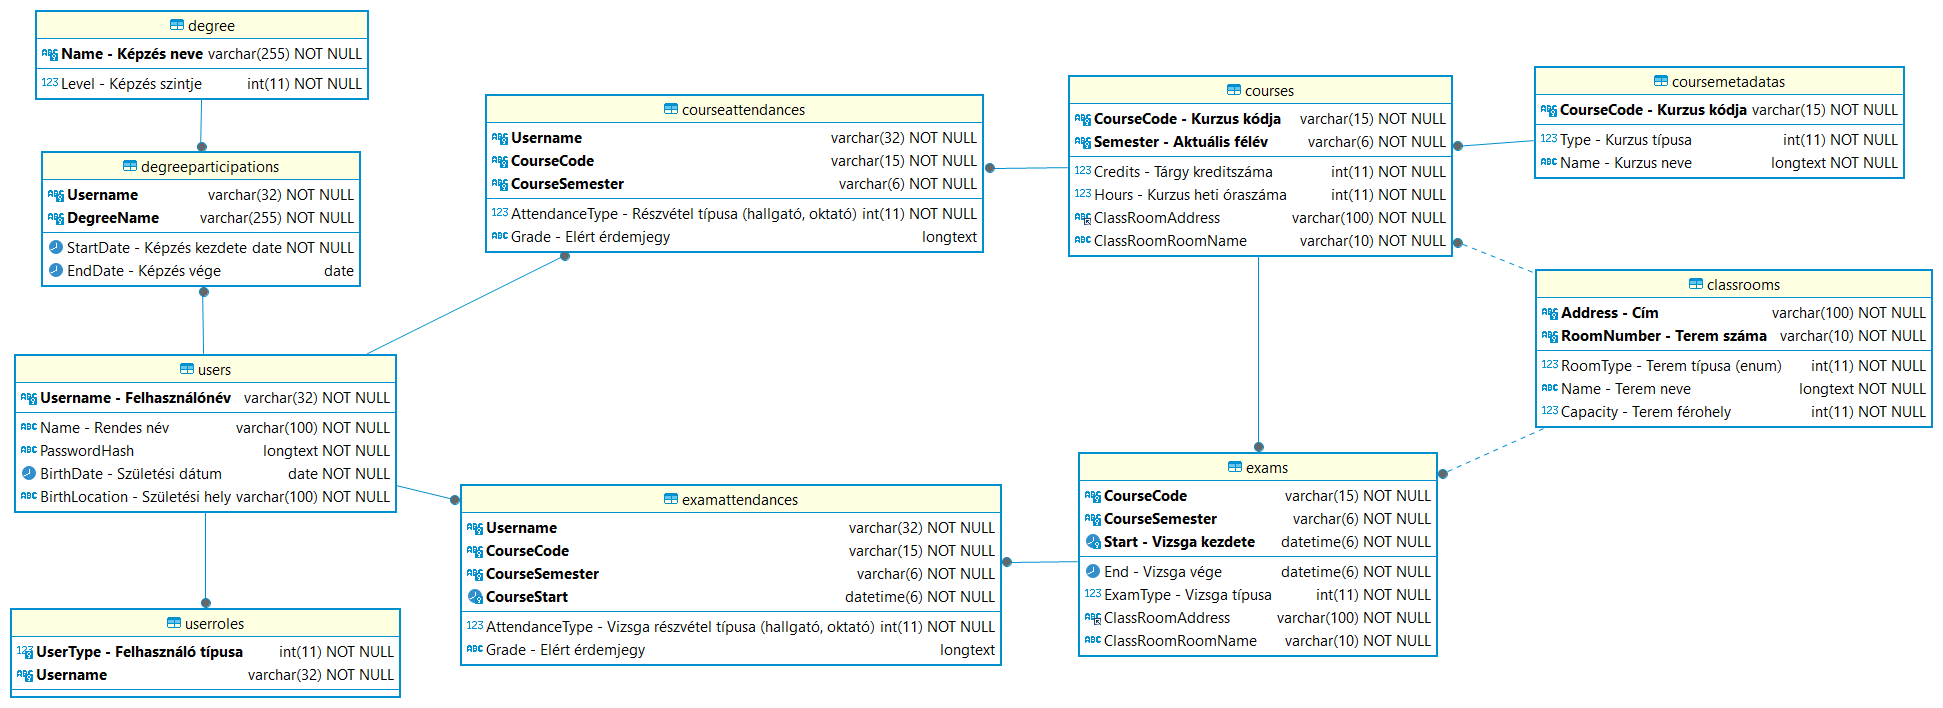 degree
Name - Képzés neve varchar(255) NOT NULL
Level - Képzés szintje int(11) NOT NULL
degreeparticipations
Username varchar(32) NOT NULL
DegreeName varchar(255) NOT NULL
StartDate - Képzés kezdete date NOT NULL
EndDate - Képzés vége date
users
Username - Felhasználónév varchar(32) NOT NULL
Name - Rendes név varchar(100) NOT NULL
PasswordHash longtext NOT NULL
BirthDate - Születési dátum date NOT NULL
BirthLocation - Születési hely varchar(100) NOT NULL
userroles
UserType - Felhasználó típusa int(11) NOT NULL
Username varchar(32) NOT NULL
courseattendances
Username varchar(32) NOT NULL
CourseCode varchar(15) NOT NULL
CourseSemester varchar(6) NOT NULL
AttendanceType - Részvétel típusa (hallgató, oktató) int(11) NOT NULL
Grade - Elért érdemjegy longtext
examattendances
Username varchar(32) NOT NULL
CourseCode varchar(15) NOT NULL
CourseSemester varchar(6) NOT NULL
CourseStart datetime(6) NOT NULL
AttendanceType - Vizsga részvétel típusa (hallgató, oktató) int(11) NOT NULL
Grade - Elért érdemjegy longtext
courses
CourseCode - Kurzus kódja varchar(15) NOT NULL
Semester - Aktuális félév varchar(6) NOT NULL
Credits - Tárgy kreditszáma int(11) NOT NULL
Hours - Kurzus heti óraszáma int(11) NOT NULL
ClassRoomAddress varchar(100) NOT NULL
ClassRoomRoomName varchar(10) NOT NULL
exams
CourseCode varchar(15) NOT NULL
CourseSemester varchar(6) NOT NULL
Start - Vizsga kezdete datetime(6) NOT NULL
End - Vizsga vége datetime(6) NOT NULL
ExamType - Vizsga típusa int(11) NOT NULL
ClassRoomAddress varchar(100) NOT NULL
ClassRoomRoomName varchar(10) NOT NULL
coursemetadatas
CourseCode - Kurzus kódja varchar(15) NOT NULL
Type - Kurzus típusa int(11) NOT NULL
Name - Kurzus neve longtext NOT NULL
classrooms
Address - Cím varchar(100) NOT NULL
RoomNumber - Terem száma varchar(10) NOT NULL
RoomType - Terem típusa (enum) int(11) NOT NULL
Name - Terem neve longtext NOT NULL
Capacity - Terem férohely int(11) NOT NULL